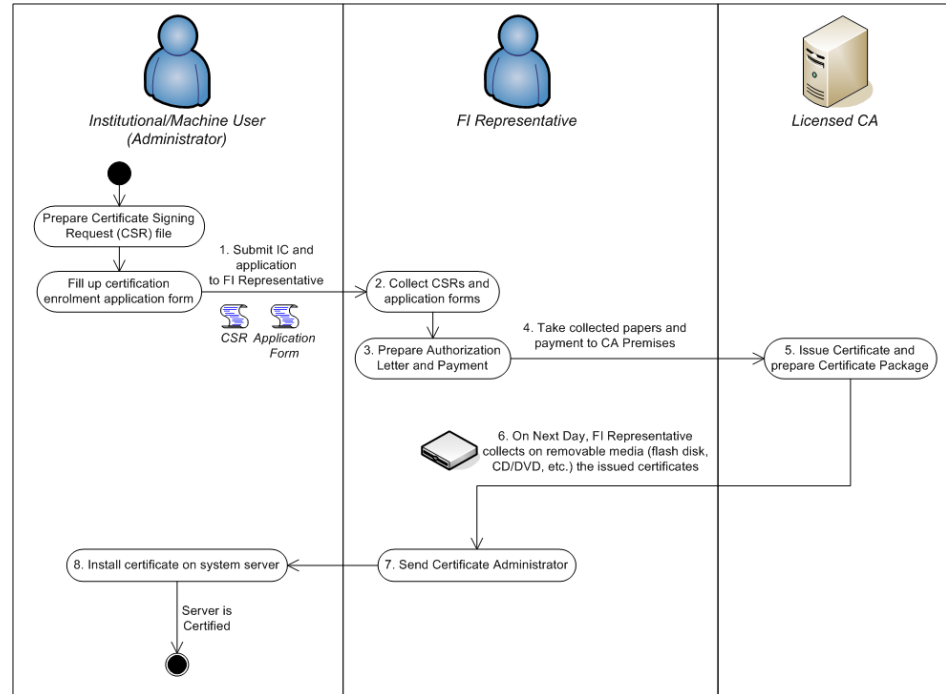 Institutional/Machine User
(Administrator)
FI Representative
Licensed CA
Prepare Certificate Signing
Request (CSR) file
Fill up certification
enrolment application form
1. Submit IC and
application
to FI Representative
CSR
Application
Form
2. Collect CSRs and
application forms
3. Prepare Authorization
Letter and Payment
4. Take collected papers and
payment to CA Premises
5. Issue Certificate and
prepare Certificate Package
6. On Next Day, FI Representative
collects on removable media (flash disk,
CD/DVD, etc.) the issued certificates
7. Send Certificate Administrator
8. Install certificate on system server
Server is
Certified